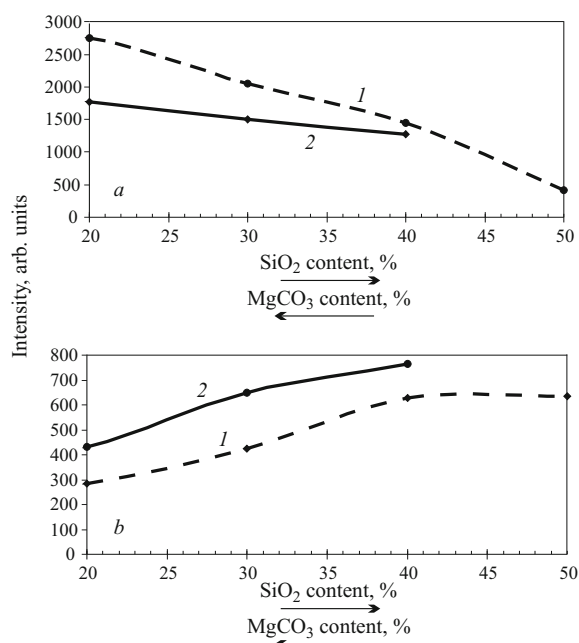 Intensity, arb. units
3000
2500
2000
1500
1000
500
0
1
2
a
20 25 30 35 40 45 50
SiO₂ content, %
MgCO₃ content, %
800
700
600
500
400
300
200
100
0
2
1
b
20 25 30 35 40 45 50
SiO₂ content, %
MgCO₃ content, %